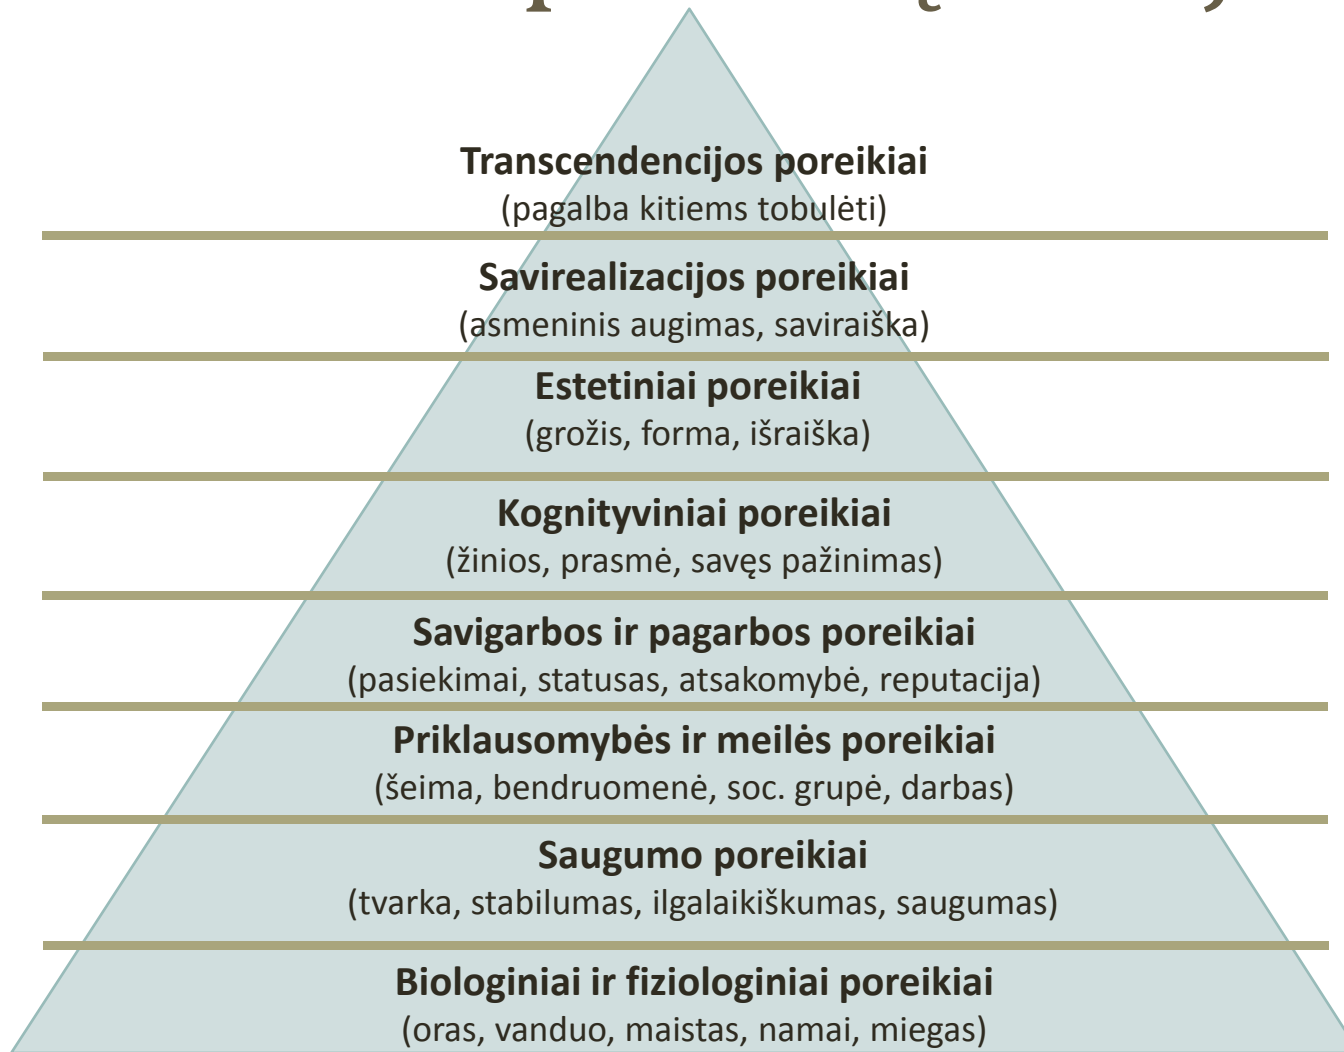 Transcendencijos poreikiai
(pagalba kitiems tobulėti)
Savirealizacijos poreikiai
(asmeninis augimas, saviraiška)
Estetiniai poreikiai
(grožis, forma, išraiška)
Kognityviniai poreikiai
(žinios, prasmė, savęs pažinimas)
Savigarbos ir pagarbos poreikiai
(pasiekimai, statusas, atsakomybė, reputacija)
Priklausomybės ir meilės poreikiai
(šeima, bendruomenė, soc. grupė, darbas)
Saugumo poreikiai
(tvarka, stabilumas, ilgalaikiškumas, saugumas)
Biologiniai ir fiziologiniai poreikiai
(oras, vanduo, maistas, namai, miegas)